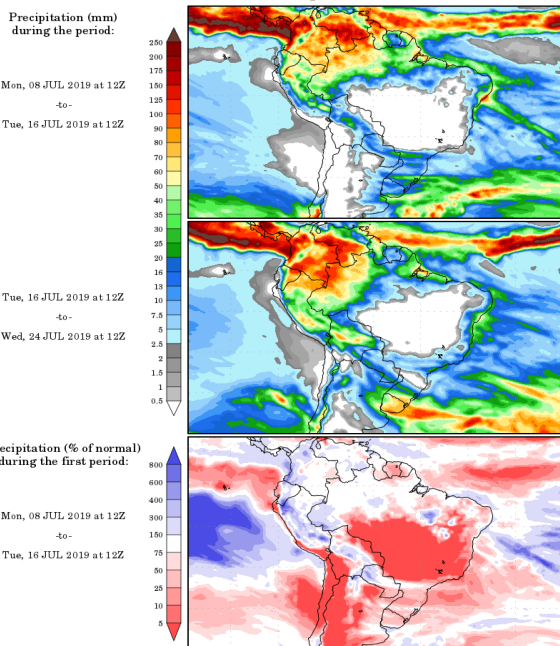 Precipitation (mm)
during the period:
Mon, 08 JUL 2019 at 12Z
-to-
Tue, 16 JUL 2019 at 12Z
250
200
175
150
125
100
90
80
70
60
50
40
35
30
25
20
16
13
10
7.5
5
2.5
2
1.5
1
0.5
Tue, 16 JUL 2019 at 12Z
-to-
Wed, 24 JUL 2019 at 12Z
ecipitation (% of normal)
during the first period:
Mon, 08 JUL 2019 at 12Z
-to-
Tue, 16 JUL 2019 at 12Z
800
600
400
300
150
75
50
25
10
5